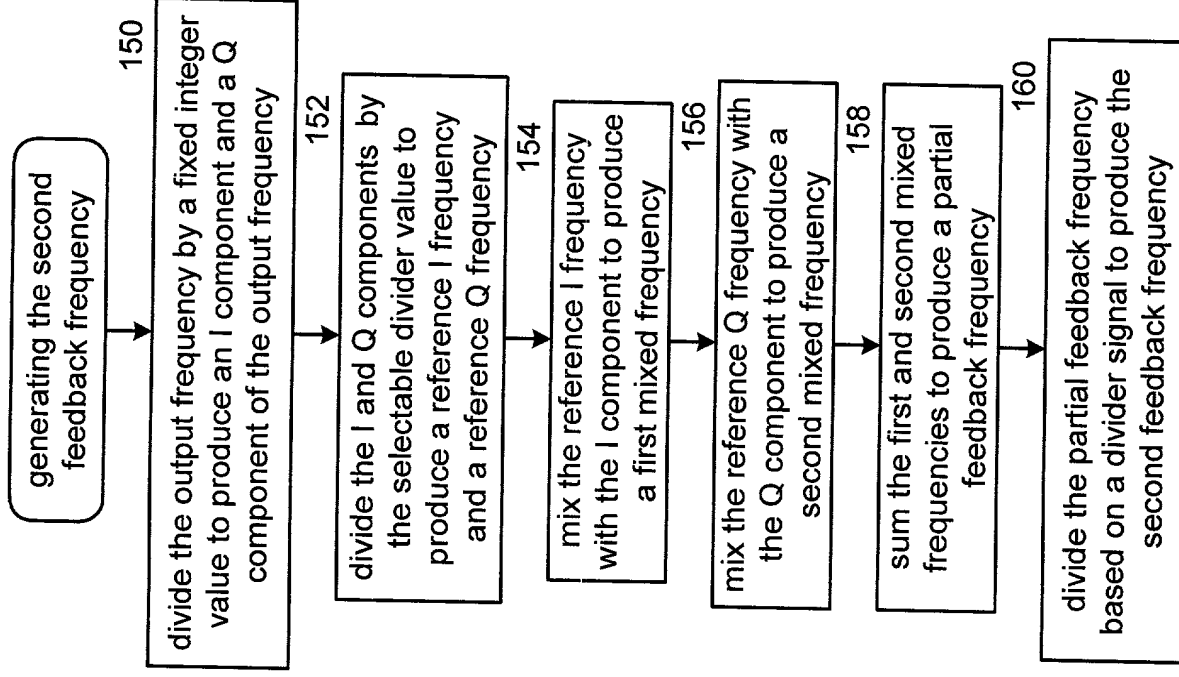 generating the second
feedback frequency
150
divide the output frequency by a fixed integer
value to produce an I component and a Q
component of the output frequency
152
divide the I and Q components by
the selectable divider value to
produce a reference I frequency
and a reference Q frequency
154
mix the reference I frequency
with the I component to produce
a first mixed frequency
156
mix the reference Q frequency with
the Q component to produce a
second mixed frequency
158
sum the first and second mixed
frequencies to produce a partial
feedback frequency
160
divide the partial feedback frequency
based on a divider signal to produce the
second feedback frequency